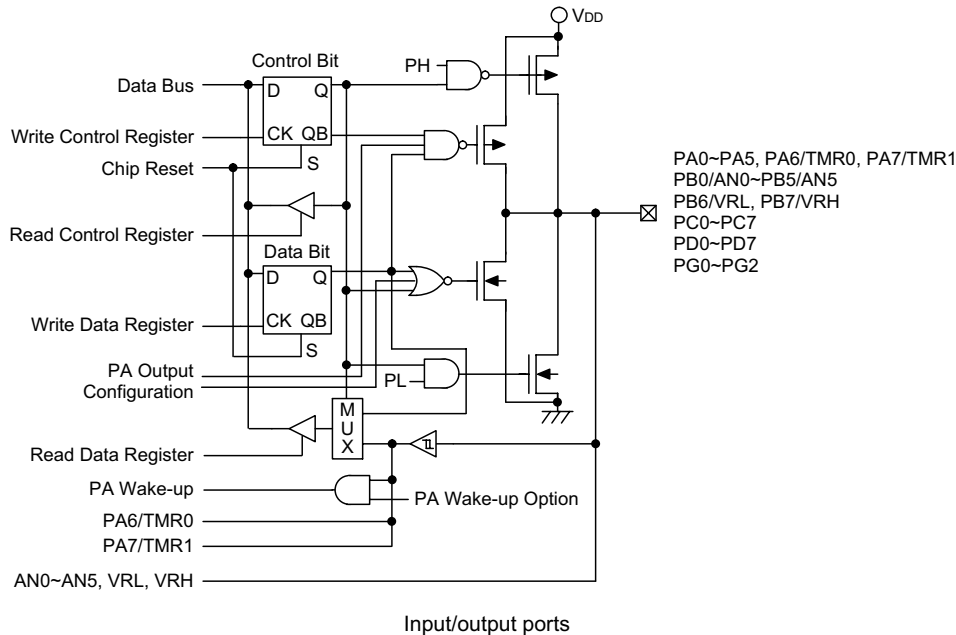 VDD
Control Bit
PH
Data Bus
D Q
Write Control Register
CK QB
Chip Reset
S
PA0~PA5, PA6/TMR0, PA7/TMR1
PB0/AN0~PB5/AN5
PB6/VRL, PB7/VRH
PC0~PC7
PD0~PD7
PG0~PG2
Read Control Register
Data Bit
D Q
Write Data Register
CK QB
S
PA Output
Configuration
PL
M
U
X
Read Data Register
PA Wake-up
PA Wake-up Option
PA6/TMR0
PA7/TMR1
AN0~AN5, VRL, VRH
Input/output ports